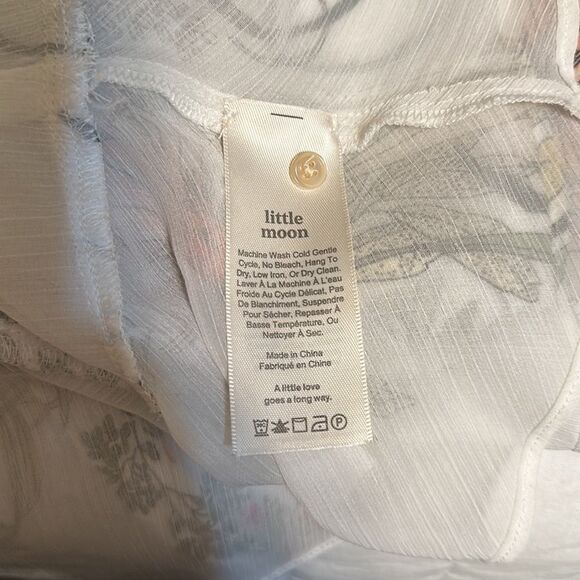 little
moon
Machine Wash Cold Gentle
Cycle, No Bleach, Hang To
Dry, Low Iron, Or Dry Clean.
Laver À La Machine À L'eau
Froide Au Cycle Délicat, Pas
De Blanchiment, Suspendre
Pour Sécher, Repasser À
Basse Température, Ou
Nettoyer À Sec.
Made in China
Fabriqué en Chine
A little love
goes a long way.
30C P